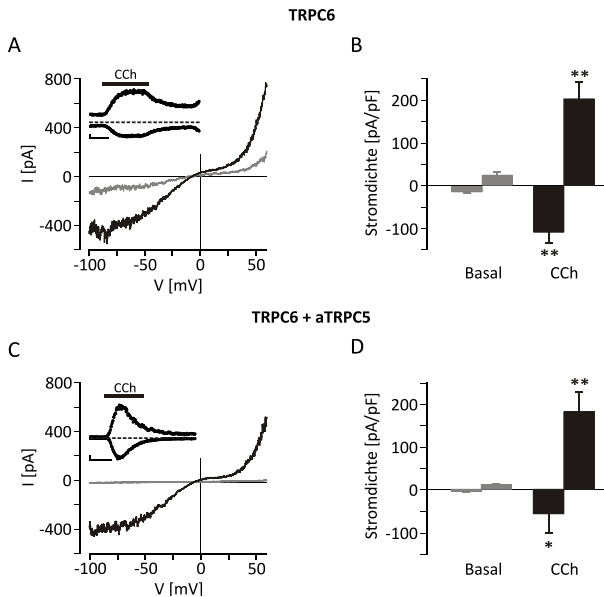 TRPC6
A
B
CCh
800
400
0
-400
I [pA]
-100
-50
0
50
V [mV]
**
200
100
0
-100
Stromdichte [pA/pF]
**
Basal
CCh
TRPC6 + aTRPC5
C
D
CCh
800
400
0
-400
I [pA]
-100
-50
0
50
V [mV]
**
200
100
0
-100
Stromdichte [pA/pF]
*
Basal
CCh